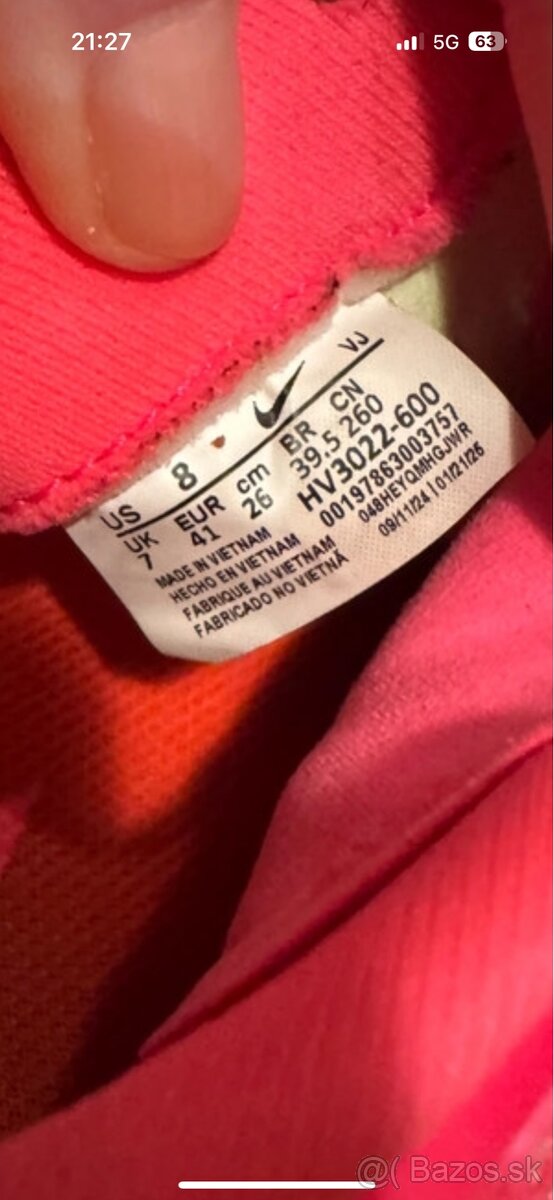 21:27
5G 63
VJ
US 8
UK EUR cm BR CN
7 41 26 39.5 260
HV3022-600
00197863003757
MADE IN VIETNAM
048HEYQMHGJWR
HECHO EN VIETNAM
09/11/24 | 01/21/25
FABRIQUE AU VIETNAM
FABRICADO NO VIETNÃ
@( Bazos.sk